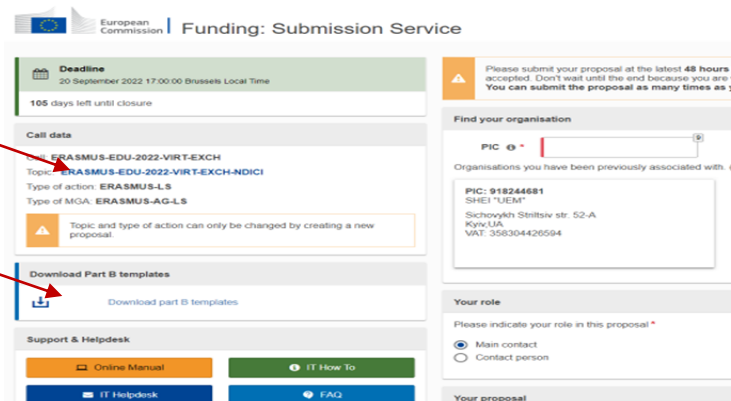 European
Commission
Funding: Submission Service
Deadline
20 September 2022 17:00:00 Brussels Local Time
105 days left until closure
Call data
Call: ERASMUS-EDU-2022-VIRT-EXCH
Topic: ERASMUS-EDU-2022-VIRT-EXCH-NDICI
Type of action: ERASMUS-LS
Type of MGA: ERASMUS-AG-LS
Topic and type of action can only be changed by creating a new
proposal.
Download Part B templates
Download part B templates
Support & Helpdesk
Online Manual
IT How To
IT Helpdesk
FAQ
Please submit your proposal at the latest 48 hours
accepted. Don't wait until the end because you are
You can submit the proposal as many times as
Find your organisation
PIC *
Organisations you have been previously associated with.
PIC: 918244681
SHEI "UEM"
Sichovykh Striltsiv str. 52-A
Kyiv,UA
VAT: 358304426594
Your role
Please indicate your role in this proposal *
Main contact
Contact person
Your proposal